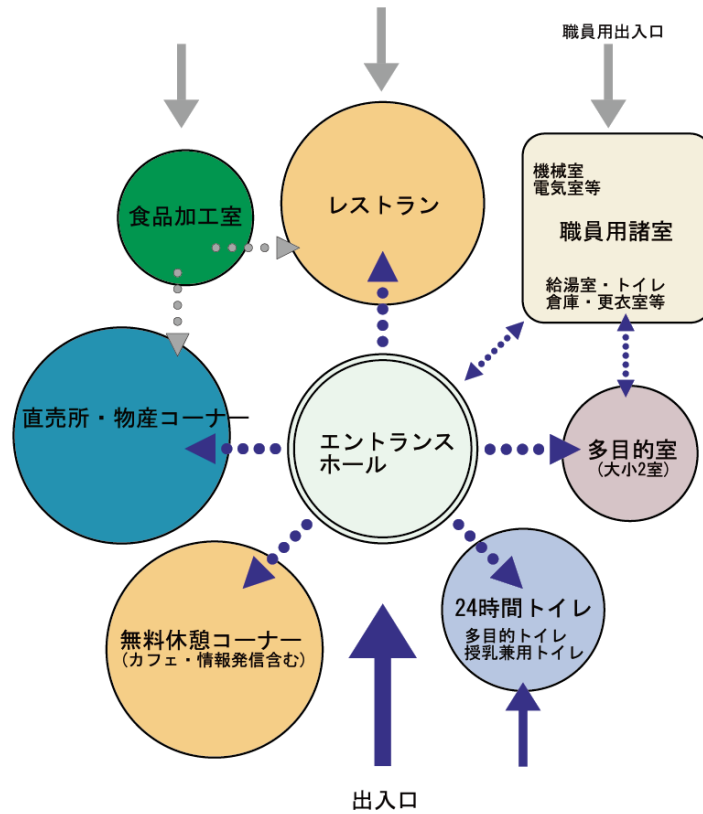 職員用出入口
機械室
電気室等
食品加工室
レストラン
職員用諸室
給湯室・トイレ
倉庫・更衣室等
直売所・物産コーナー
エントランス
ホール
多目的室
(大小2室)
24時間トイレ
多目的トイレ
授乳兼用トイレ
無料休憩コーナー
(カフェ・情報発信含む)
出入口